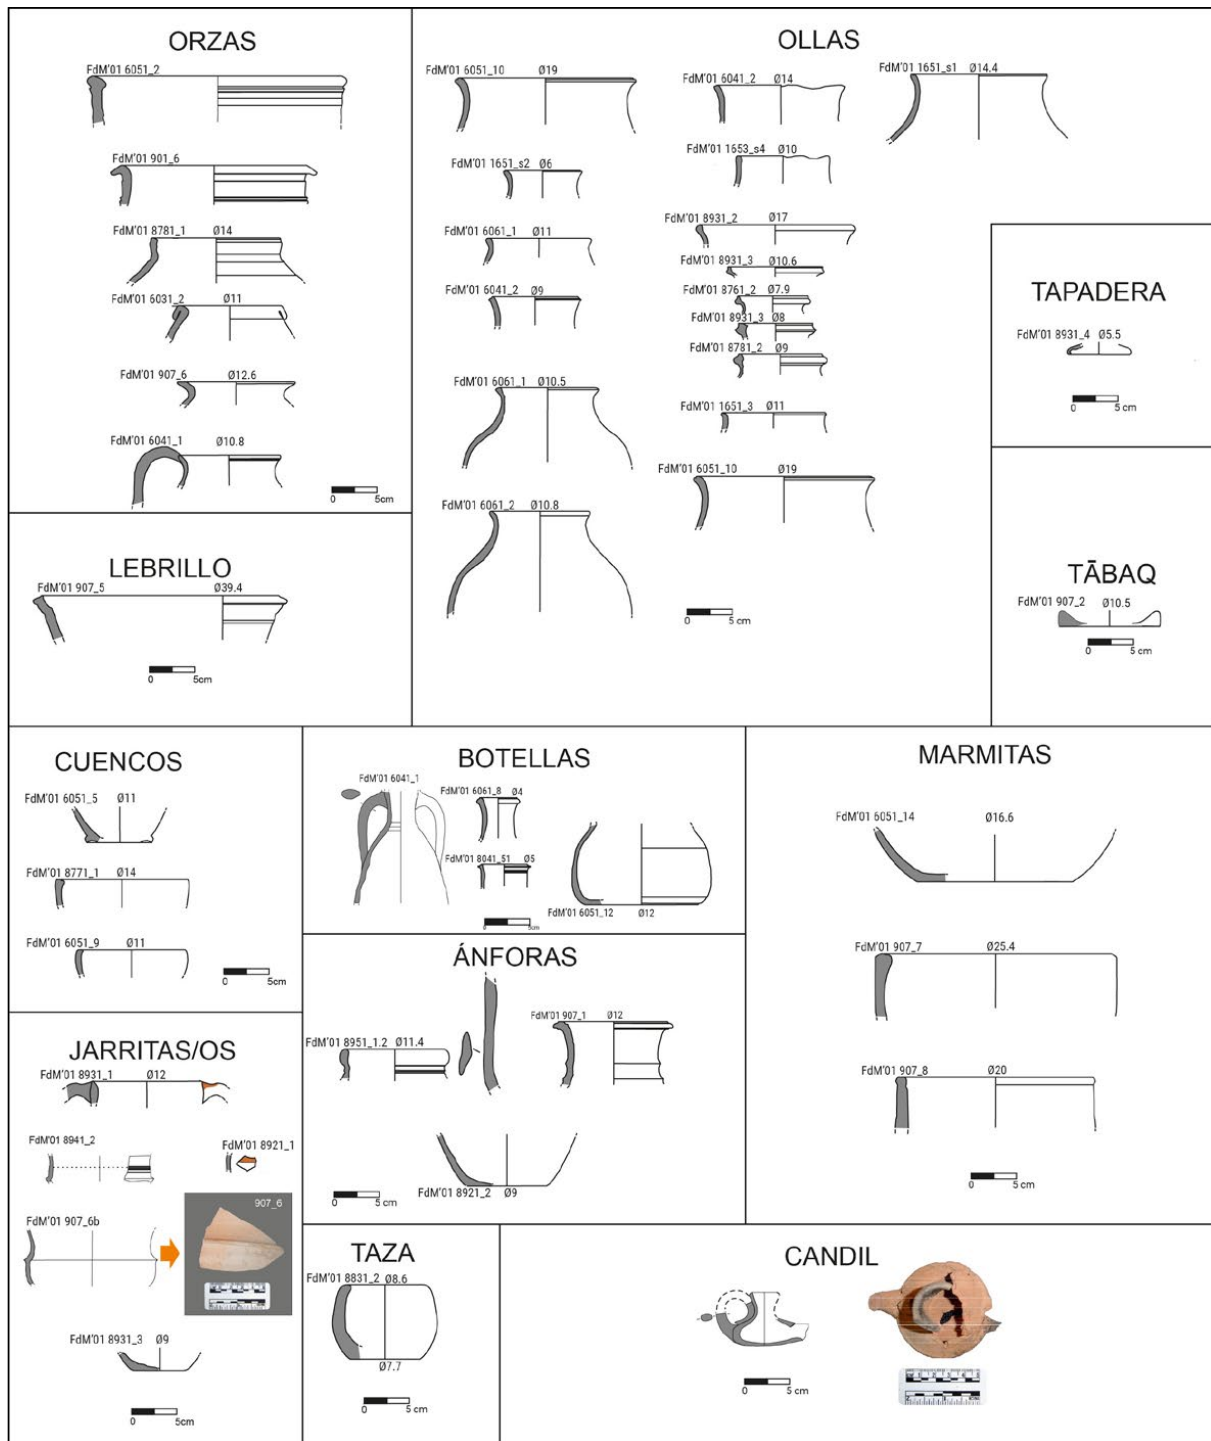 ORZAS
FdM'01 6051_2
FdM'01 901_6
FdM'01 8781_1 Ø14
FdM'01 6031_2 Ø11
FdM'01 907_6 Ø12.6
FdM'01 6041_1 Ø10.8
0 5cm
LEBRILLO
FdM'01 907_5 Ø39.4
0 5cm
OLLAS
FdM'01 6051_10 Ø19
FdM'01 1651_s2 Ø6
FdM'01 6061_1 Ø11
FdM'01 6041_2 Ø9
FdM'01 6061_1 Ø10.5
FdM'01 6061_2 Ø10.8
FdM'01 6041_2 Ø14
FdM'01 1653_s4 Ø10
FdM'01 8931_2 Ø17
FdM'01 8931_3 Ø10.6
FdM'01 8761_2 Ø7.9
FdM'01 8931_3 Ø8
FdM'01 8781_2 Ø9
FdM'01 1651_3 Ø11
FdM'01 6051_10 Ø19
FdM'01 1651_s1 Ø14.4
0 5 cm
TAPADERA
FdM'01 8931_4 Ø5.5
0 5 cm
TĀBAQ
FdM'01 907_2 Ø10.5
0 5 cm
CUENCOS
FdM'01 6051_5 Ø11
FdM'01 8771_1 Ø14
FdM'01 6051_9 Ø11
0 5cm
BOTELLAS
FdM'01 6041_1
FdM'01 6061_8 Ø4
FdM'01 8041_51 Ø5
FdM'01 6051_12 Ø12
5cm
MARMITAS
FdM'01 6051_14 Ø16.6
FdM'01 907_7 Ø25.4
FdM'01 907_8 Ø20
0 5 cm
ÁNFORAS
FdM'01 8951_1.2 Ø11.4
FdM'01 907_1 Ø12
FdM'01 8921_2 Ø9
0 5 cm
JARRITAS/OS
FdM'01 8931_1 Ø12
FdM'01 8941_2
FdM'01 8921_1
FdM'01 907_6b
907_6
FdM'01 8931_3 Ø9
0 5cm
TAZA
FdM'01 8831_2 Ø8.6
Ø7.7
0 5 cm
CANDIL
0 5 cm